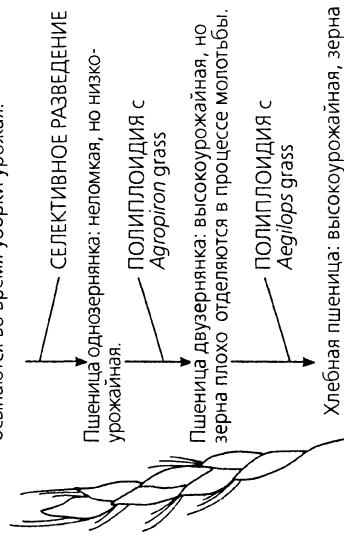 осыпаются во время уборки урожая.
СЕЛЕКТИВНОЕ РАЗВЕДЕНИЕ
Пшеница однозернянка: неломкая, но низко-
урожайная.
ПОЛИПЛОИДИЯ с
Agropiron grass
Пшеница двузернянка: высокоурожайная, но
зерна плохо отделяются в процессе молотьбы.
ПОЛИПЛОИДИЯ с
Aegilops grass
Хлебная пшеница: высокоурожайная, зерна